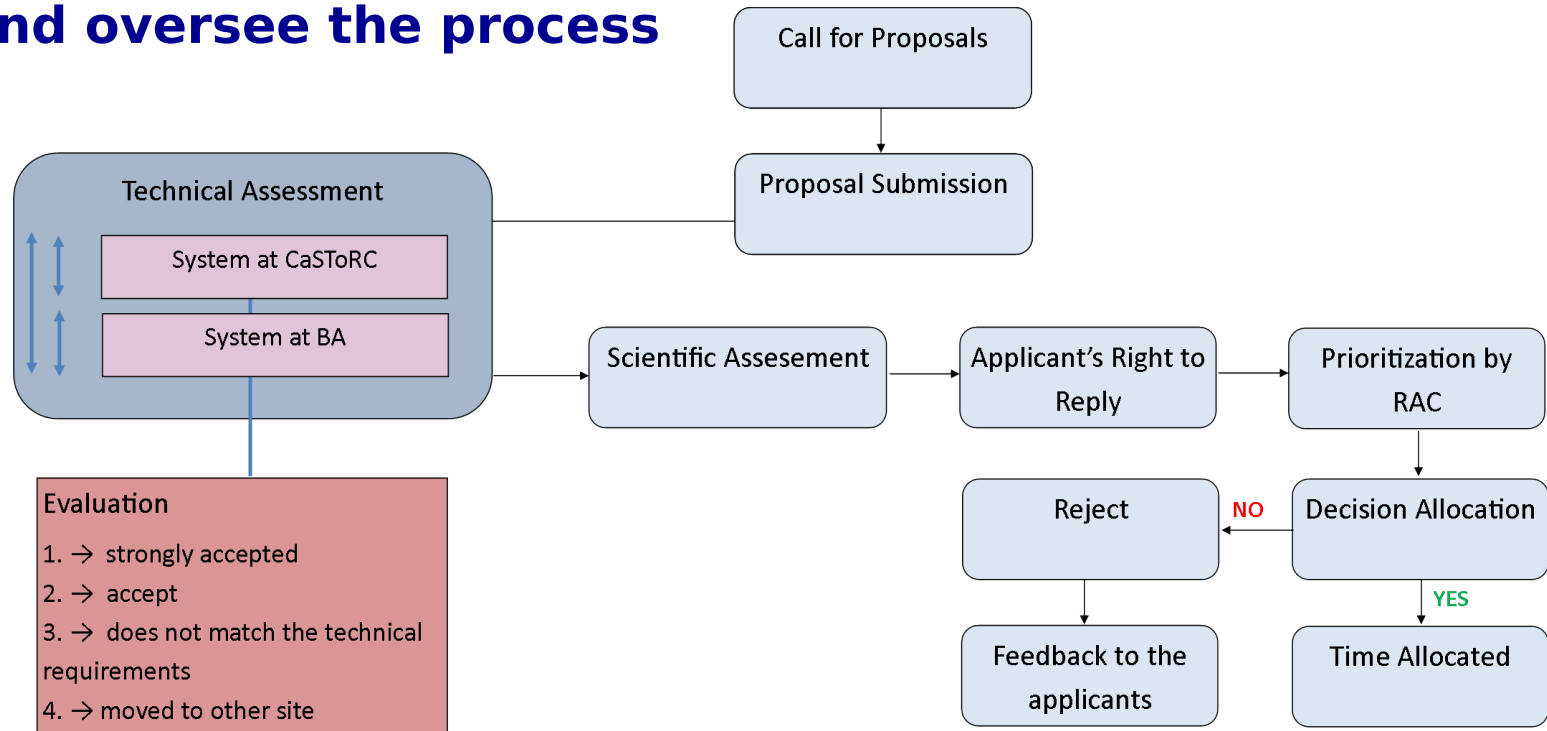 nd oversee the process
Call for Proposals
Proposal Submission
Technical Assessment
System at CaSToRC
System at BA
Scientific Assesement
Applicant’s Right to
Reply
Prioritization by
RAC
Decision Allocation
NO
Reject
YES
Feedback to the
applicants
Time Allocated
Evaluation
1. → strongly accepted
2. → accept
3. → does not match the technical
requirements
4. → moved to other site